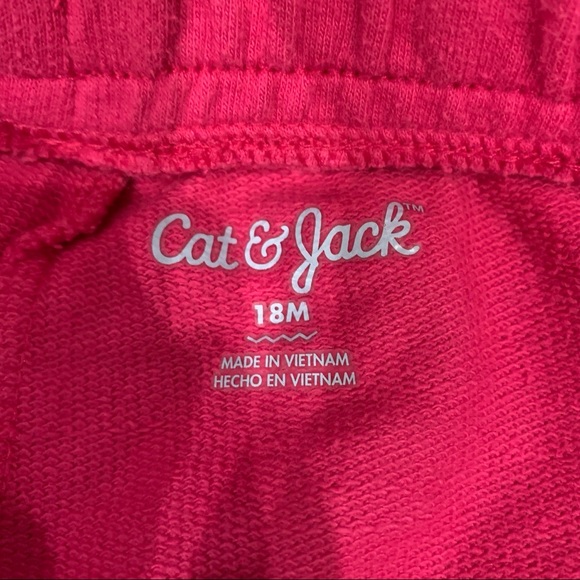 Cat & Jack™
18M
MADE IN VIETNAM
HECHO EN VIETNAM